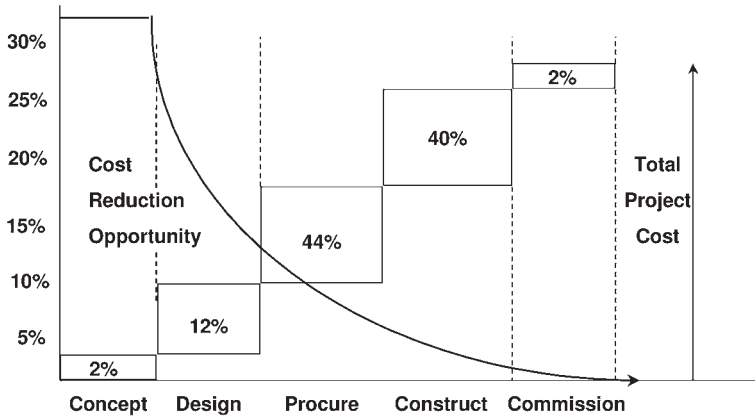 30%
25%
20%
15%
10%
5%
Cost
Reduction
Opportunity
2%
12%
44%
40%
2%
Total
Project
Cost
Concept Design Procure Construct Commission